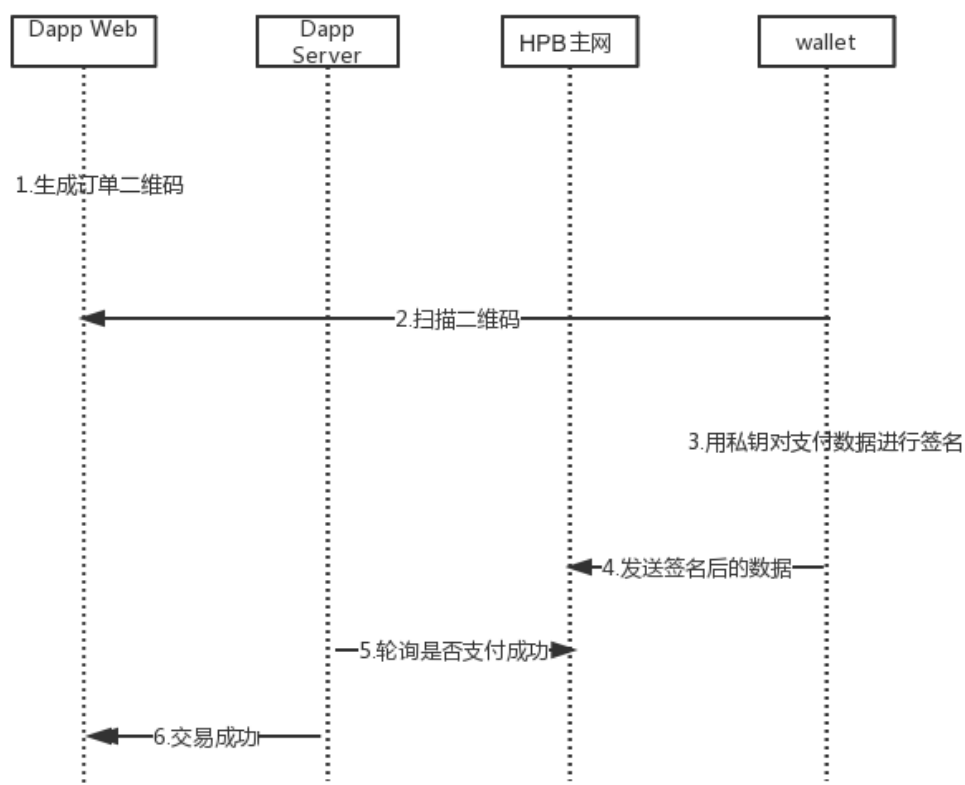 Dapp Web
Dapp
Server
HPB主网
wallet
1.生成订单二维码
2.扫描二维码
3.用私钥对支付数据进行签名
4.发送签名后的数据
5.轮询是否支付成功
6.交易成功